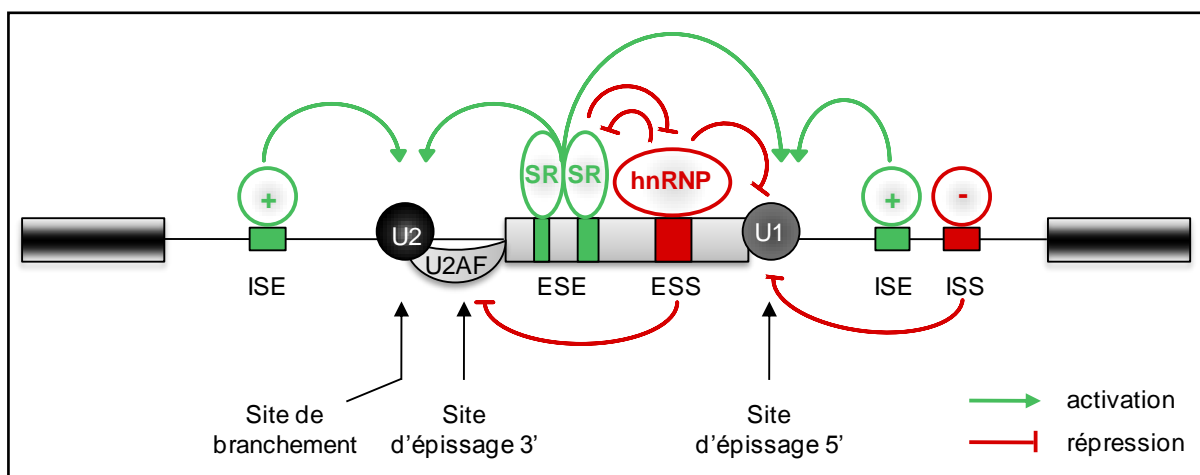 SR SR
hnRNP
+
+
-
U2
U1
U2AF
ISE
ESE
ESS
ISE
ISS
Site de
branchement
Site
d'épissage 3'
Site
d'épissage 5'
activation
répression